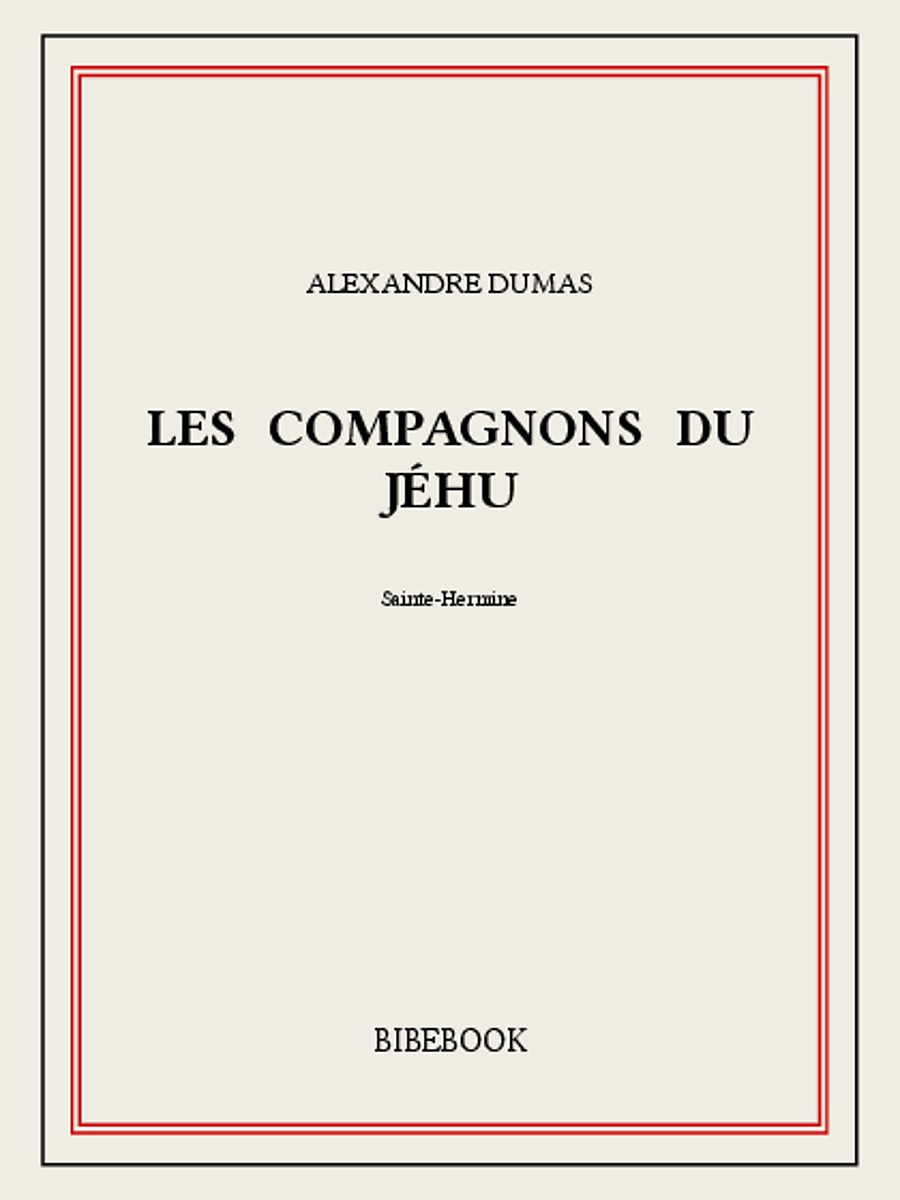 ALEXANDRE DUMAS
LES COMPAGNONS DU
JÉHU
Sainte-Hermine
BIBEBOOK